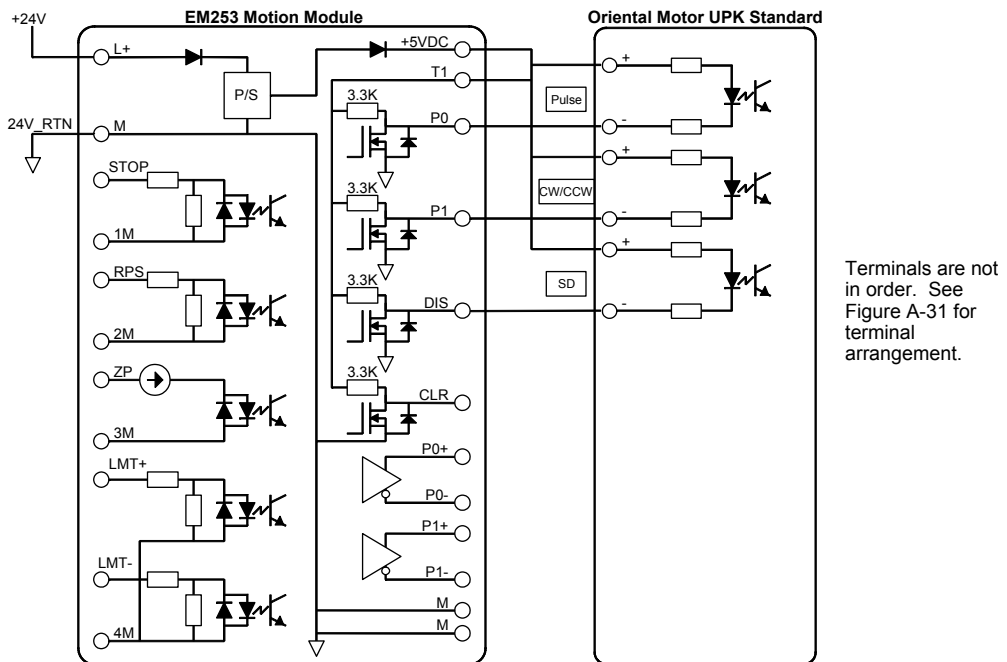 EM253 Motion Module
Oriental Motor UPK Standard
+24V
L+
P/S
24V_RTN
M
STOP
1M
RPS
2M
ZP
3M
LMT+
LMT-
4M
+5VDC
T1
3.3K
P0
3.3K
P1
3.3K
DIS
3.3K
CLR
P0+
P0-
P1+
P1-
M
M
+
Pulse
-
+
CW/CCW
-
+
SD
-
Terminals are not
in order. See
Figure A-31 for
terminal
arrangement.